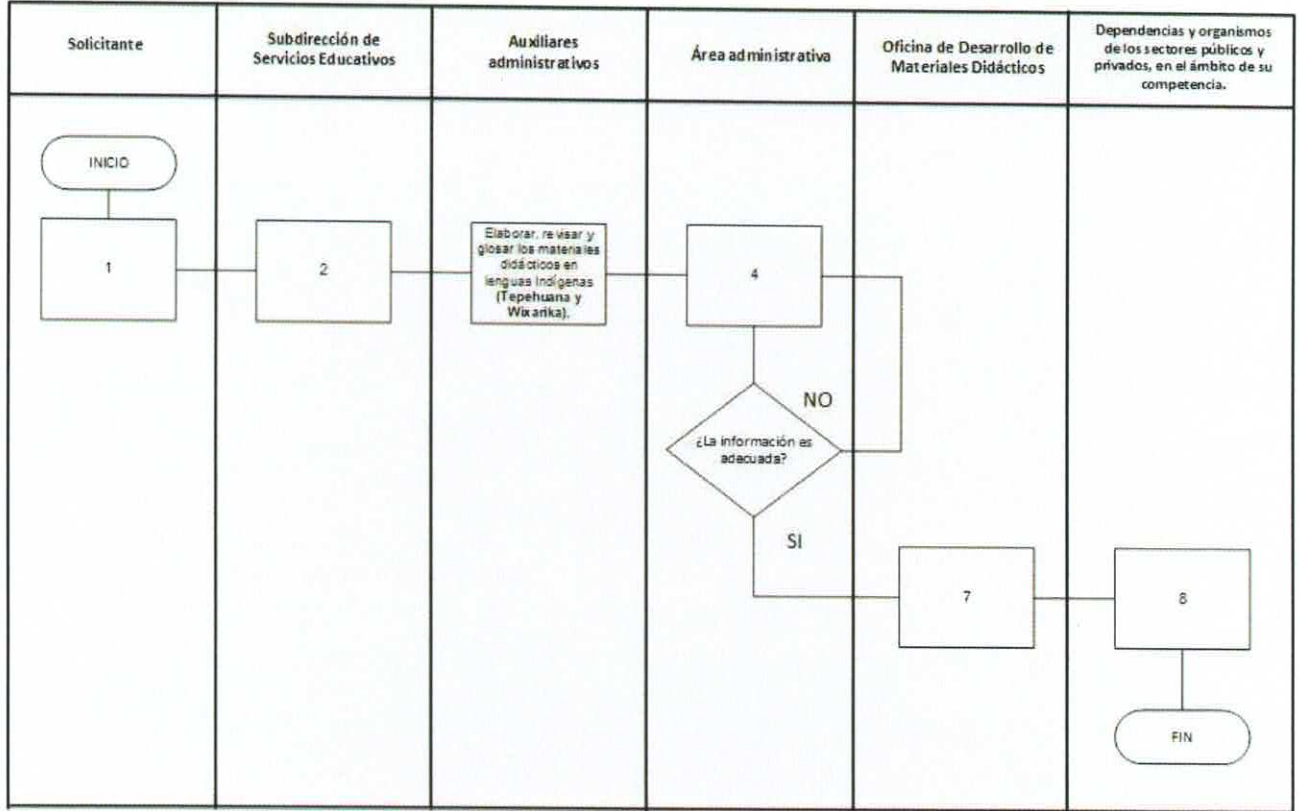 Solicitante
Subdirección de
Servicios Educativos
Auxiliares
administrativos
Área administrativa
Oficina de Desarrollo de
Materiales Didácticos
Dependencias y organismos
de los sectores públicos y
privados, en el ámbito de su
competencia.
INICIO
1
2
Elaborar, revisar y
glosar los materiales
didácticos en
lenguas indígenas
(Tepehuana y
Wixarika).
4
NO
¿La información es
adecuada?
SI
7
8
FIN